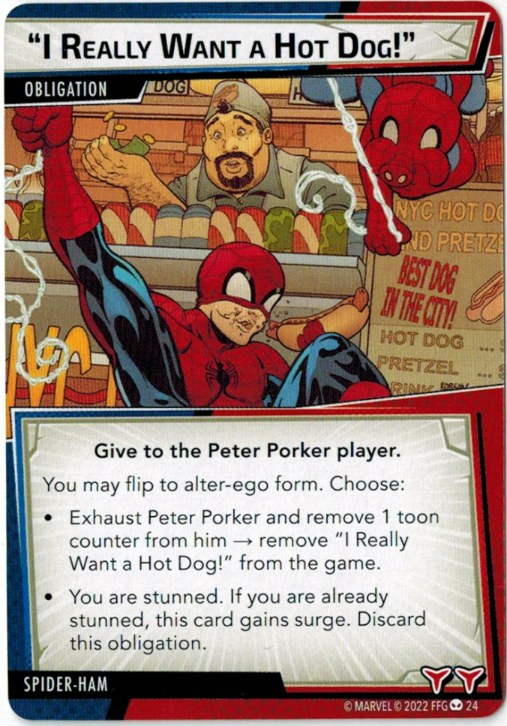 “I Really Want a Hot Dog!”
OBLIGATION
DOG
H
NYC HOT DO
ND PRETZE
BEST DOG
IN THE CITY!
HOT DOG ...
PRETZEL ...
RINK
Give to the Peter Porker player.
You may flip to alter-ego form. Choose:
• Exhaust Peter Porker and remove 1 toon
counter from him → remove “I Really
Want a Hot Dog!” from the game.
• You are stunned. If you are already
stunned, this card gains surge. Discard
this obligation.
SPIDER-HAM
© MARVEL © 2022 FFG 24